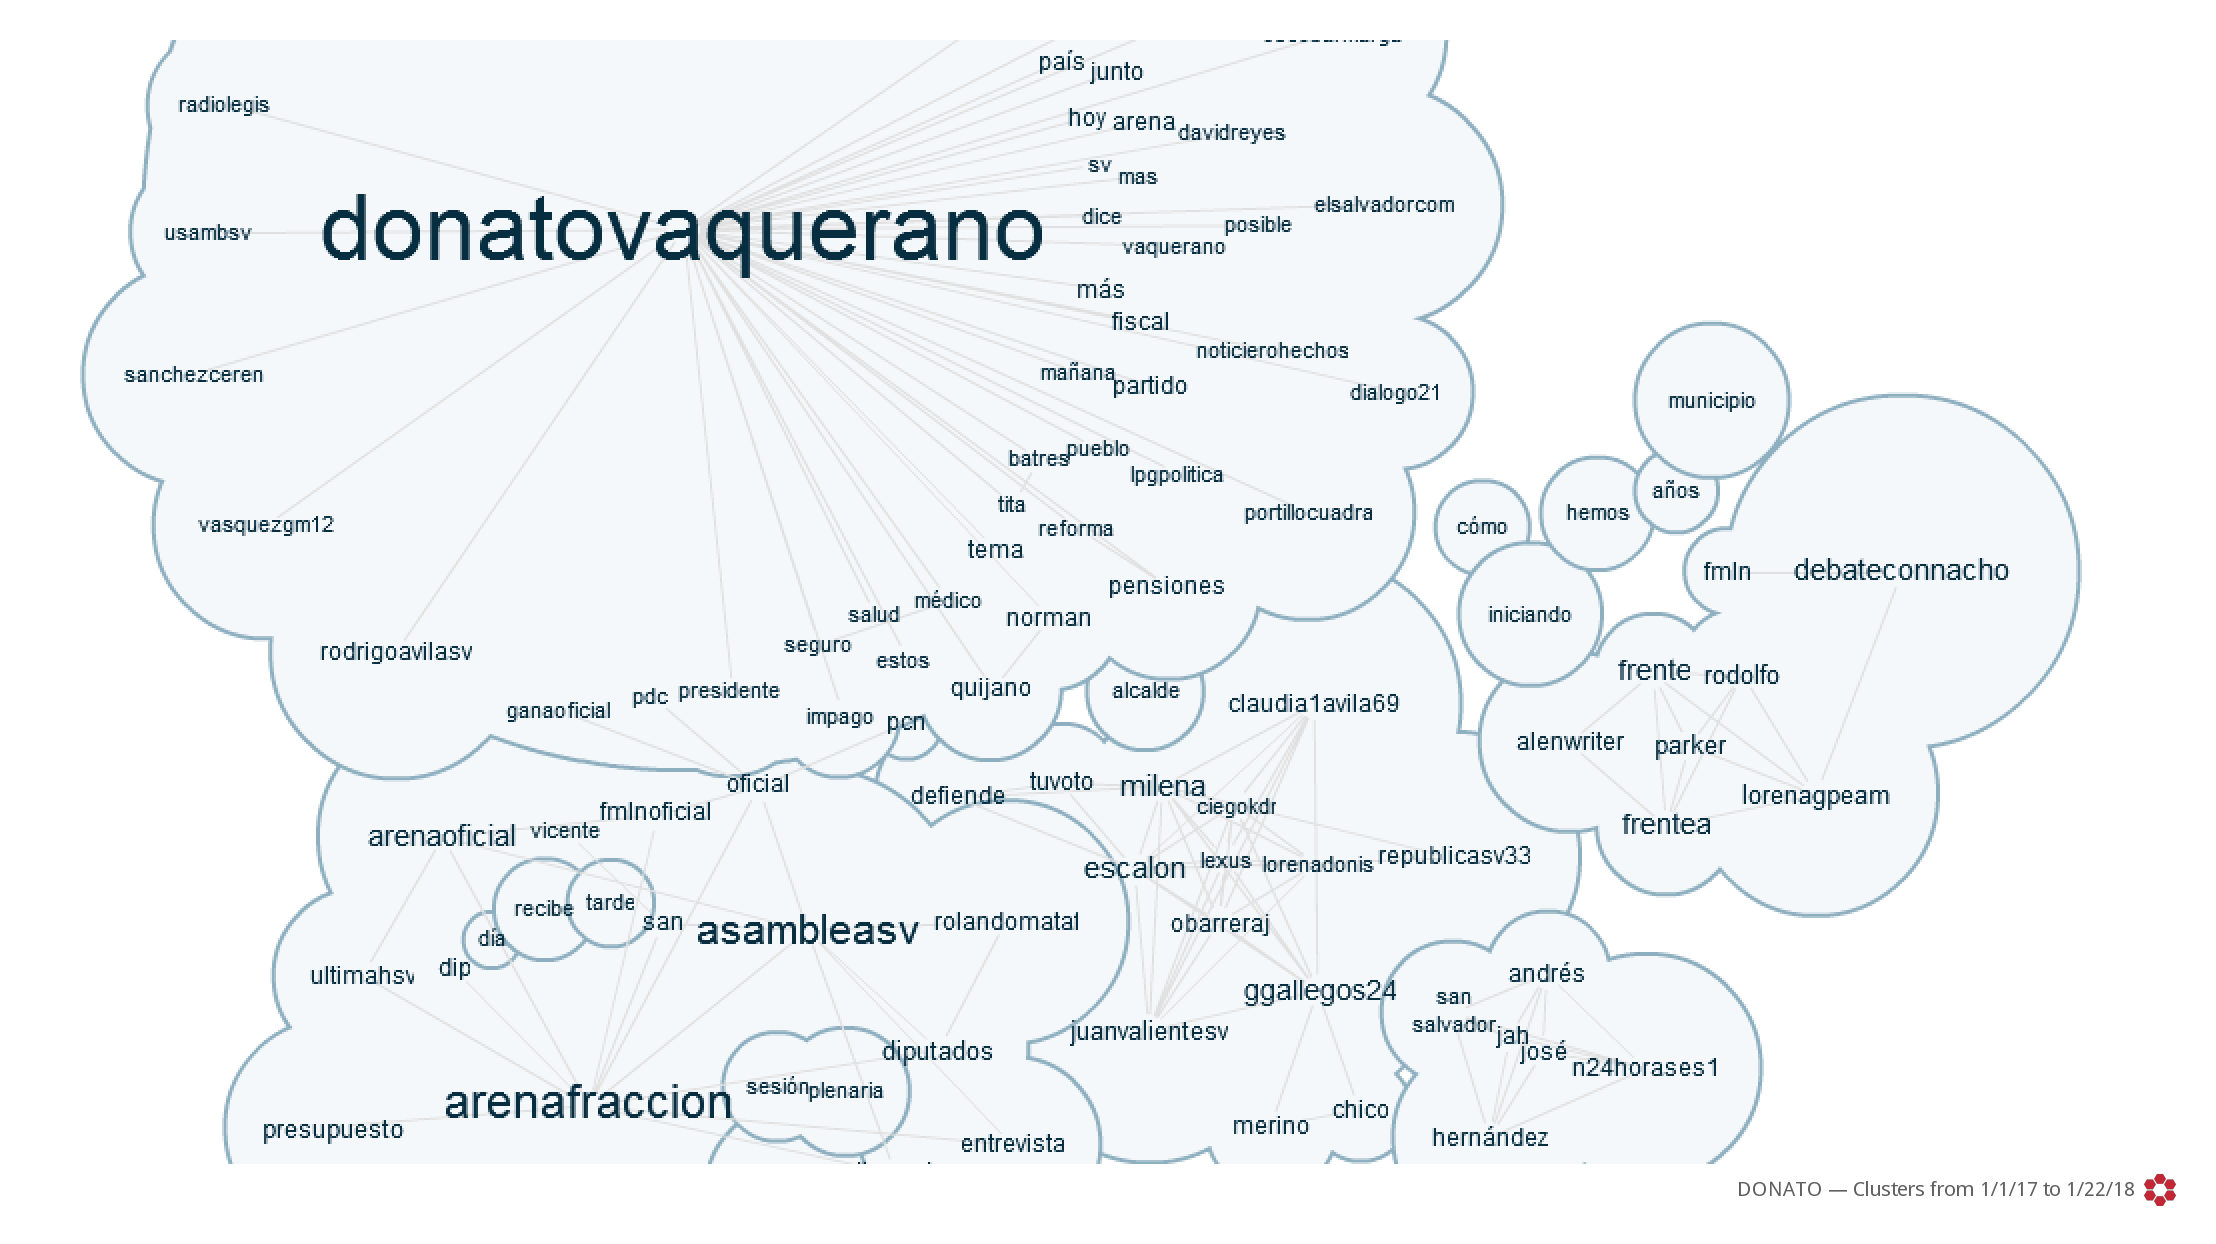 país
junto
radiolegis
hoy
arena
davidreyes
sv
mas
elsalvadorcom
dice
posible
usambsv
donatovaquerano
vaquerano
más
fiscal
noticierohechos
sanchezceren
mañana
partido
dialogo21
municipio
batres
pueblo
lpgpolitica
años
tita
portillocuadra
hemos
vasquezgm12
reforma
cómo
tema
fmln
debateconnacho
pensiones
médico
salud
norman
iniciando
seguro
rodrigoavilasv
estos
frente
rodolfo
quijano
pdc
presidente
alcalde
ganaoficial
impago
pcn
claudia1avila69
alenwriter
parker
oficial
tuvoto
milena
defiende
lorenagpeam
fmlnoficial
ciegokdr
arenaoficial
vicente
frentea
escalon
lexus
lorenadonis
republicasv33
recibe
tarde
san
asambleasv
rolandomatal
obarreraj
día
dip
ultimahsv
andrés
ggallegos24
san
salvador
jah
juanvalientesv
diputados
josé
n24horases1
sesión
plenaria
arenafraccion
chico
presupuesto
merino
hernández
entrevista
DONATO — Clusters from 1/1/17 to 1/22/18